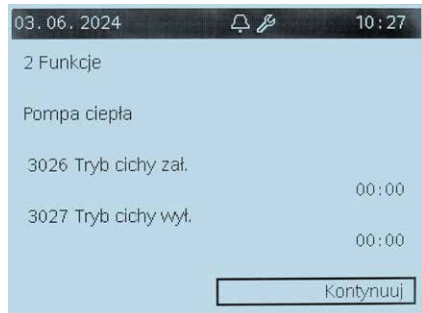 03.06.2024 10:27
2 Funkcje
Pompa ciepła
3026 Tryb cichy zał.
00:00
3027 Tryb cichy wył.
00:00
Kontynuuj